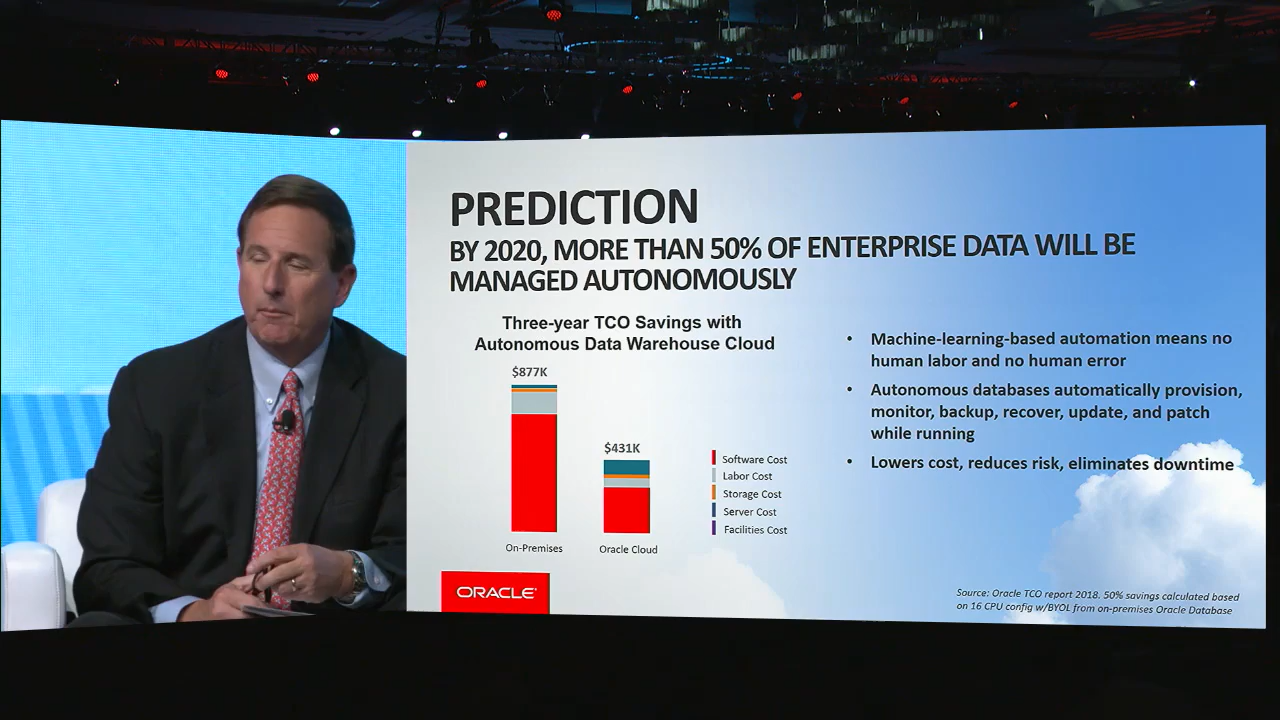 PREDICTION
BY 2020, MORE THAN 50% OF ENTERPRISE DATA WILL BE
MANAGED AUTONOMOUSLY
Three-year TCO Savings with
Autonomous Data Warehouse Cloud
$877K
$431K
Software Cost
Labor Cost
Storage Cost
Server Cost
Facilities Cost
On-Premises
Oracle Cloud
• Machine-learning-based automation means no
human labor and no human error
• Autonomous databases automatically provision,
monitor, backup, recover, update, and patch
while running
• Lowers cost, reduces risk, eliminates downtime
ORACLE®
Source: Oracle TCO report 2018. 50% savings calculated based
on 16 CPU config w/BYOL from on-premises Oracle Database